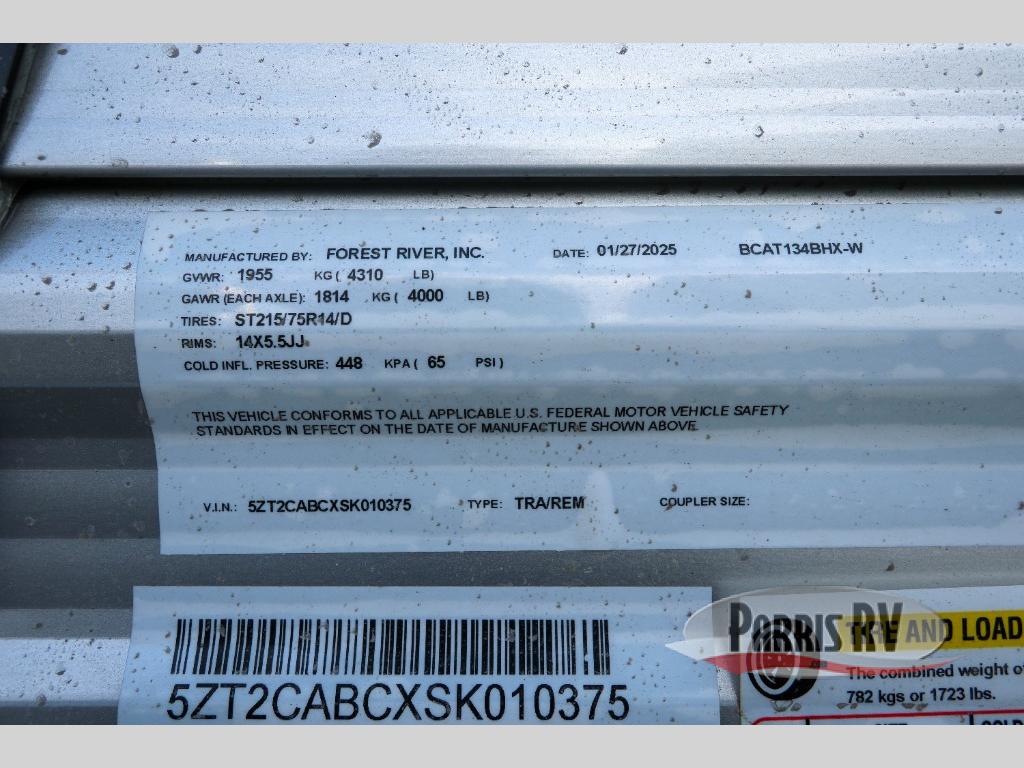 MANUFACTURED BY: FOREST RIVER, INC. DATE: 01/27/2025 BCAT134BHX-W
GVWR: 1955 KG( 4310 LB)
GAWR (EACH AXLE): 1814 KG( 4000 LB)
TIRES: ST215/75R14/D
RIMS: 14X5.5JJ
COLD INFL. PRESSURE: 448 KPA( 65 PSI)
THIS VEHICLE CONFORMS TO ALL APPLICABLE U.S. FEDERAL MOTOR VEHICLE SAFETY
STANDARDS IN EFFECT ON THE DATE OF MANUFACTURE SHOWN ABOVE.
V.I.N.: 5ZT2CABCXSK010375 TYPE: TRA/REM COUPLER SIZE:
5ZT2CABCXSK010375
PARRIS RV
TIRE AND LOAD
The combined weight of
782 kgs or 1723 lbs.